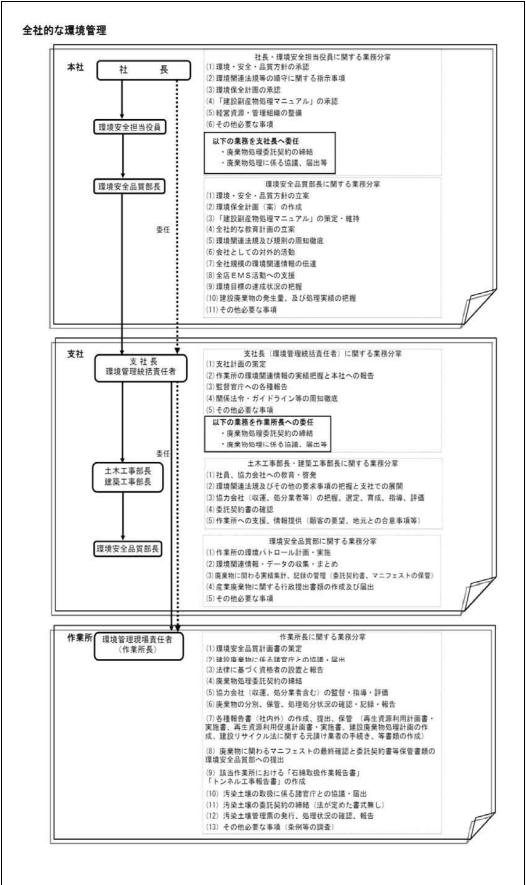 全社的な環境管理
本社
社 長
社長・環境安全担当役員に関する業務分掌
(1)環境・安全・品質方針の承認
(2)環境関連法規等の順守に関する指示事項
(3)環境保全計画の承認
(4)「建設副産物処理マニュアル」の承認
(5)経営資源・管理組織の整備
(6)その他必要な事項
環境安全担当役員
以下の業務を支社長へ委任
・廃棄物処理委託契約の締結
・廃棄物処理に係る協議、届出等
環境安全品質部長
環境安全品質部長に関する業務分掌
(1)環境・安全・品質方針の立案
(2)環境保全計画(案)の作成
(3)「建設副産物処理マニュアル」の策定・維持
(4)全社的な教育計画の立案
(5)環境関連法規及び規則の周知徹底
(6)会社としての対外的活動
(7)全社規模の環境関連情報の伝達
(8)全店EMS活動への支援
(9)環境目標の達成状況の把握
(10)建設廃棄物の発生量、及び処理実績の把握
(11)その他必要な事項
委任
支社
支 社 長
環境管理統括責任者
支社長(環境管理統括責任者)に関する業務分掌
(1)支社計画の策定
(2)作業所の環境関連情報の実績把握と本社への報告
(3)監督官庁への各種報告
(4)関係法令・ガイドライン等の周知徹底
(5)その他必要な事項
以下の業務を作業所長への委任
・廃棄物処理委託契約の締結
・廃棄物処理に係る協議、届出等
委任
土木工事部長
建築工事部長
土木工事部長・建築工事部長に関する業務分掌
(1)社員、協力会社への教育・啓発
(2)環境関連法規及びその他の要求事項の把握と支社での展開
(3)協力会社(収運、処分業者等)の把握、選定、育成、指導、評価
(4)委託契約書の確認
(5)作業所への支援、情報提供(顧客の要望、地元との合意事項等)
環境安全品質部長
環境安全品質部に関する業務分掌
(1)作業所の環境パトロール計画・実施
(2)環境関連情報・データの収集・まとめ
(3)廃棄物に関わる実績集計、記録の管理(委託契約書、マニフェストの保管)
(4)産業廃棄物に関する行政提出書類の作成及び届出
(5)その他必要な事項
作業所
環境管理現場責任者
(作業所長)
作業所長に関する業務分掌
(1)環境安全品質計画書の策定
(2)建設廃棄物に係る諸官庁との協議・届出
(3)法律に基づく資格者の設置と報告
(4)廃棄物処理委託契約の締結
(5)協力会社(収運、処分業者含む)の監督・指導・評価
(6)廃棄物の分別、保管、処理処分状況の確認・記録・報告
(7)各種報告書(社内外)の作成、提出、保管 (再生資源利用計画書・
実施書、再生資源利用促進計画書・実施書、建設廃棄物処理計画の作
成、建設リサイクル法に関する元請け業者の手続き、等書類の作成)
(8) 廃棄物に関わるマニフェストの最終確認と委託契約書等保管書類の
環境安全品質部への提出
(9) 該当作業所における「石綿取扱作業報告書」
「トンネル工事報告書」の作成
(10) 汚染土壌の取扱に係る諸官庁との協議・届出
(11) 汚染土壌の委託契約の締結(法が定めた書式無し)
(12) 汚染土壌管理票の発行、処理状況の確認、報告
(13) その他必要な事項(条例等の調査)